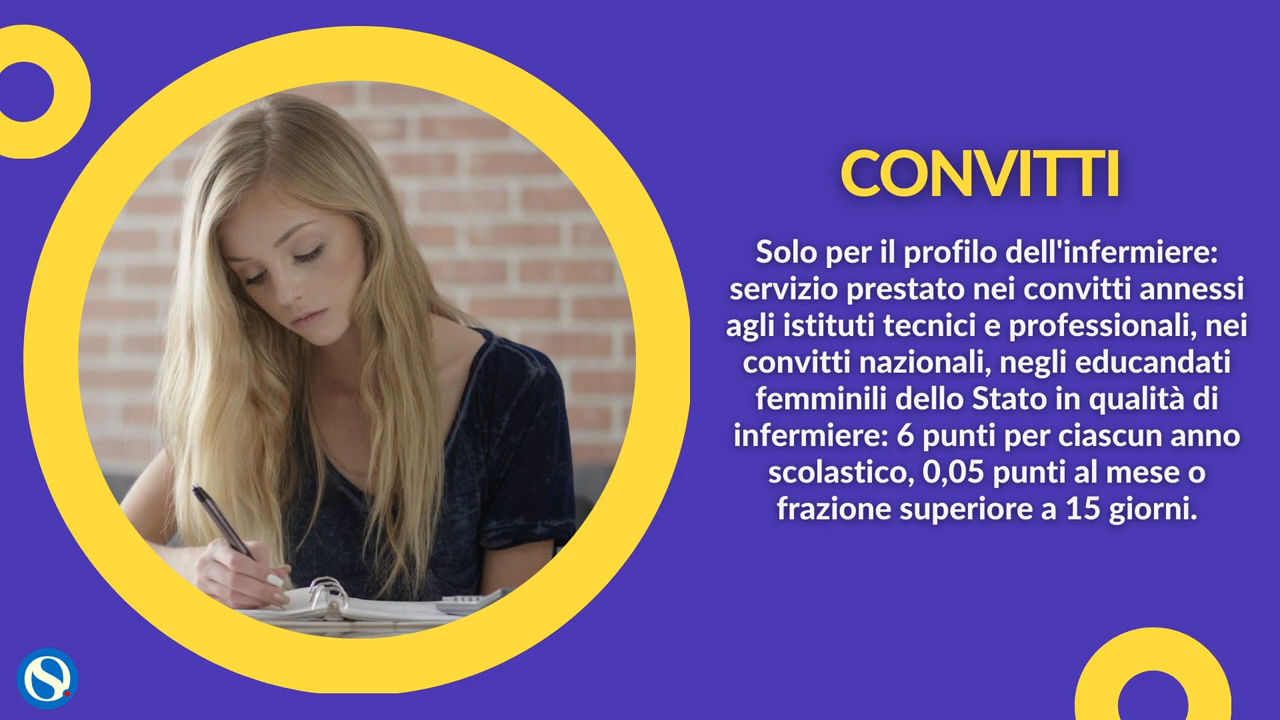 CONVITTI
Solo per il profilo dell'infermiere:
servizio prestato nei convitti annessi
agli istituti tecnici e professionali, nei
convitti nazionali, negli educandati
femminili dello Stato in qualità di
infermiere: 6 punti per ciascun anno
scolastico, 0,05 punti al mese o
frazione superiore a 15 giorni.
S